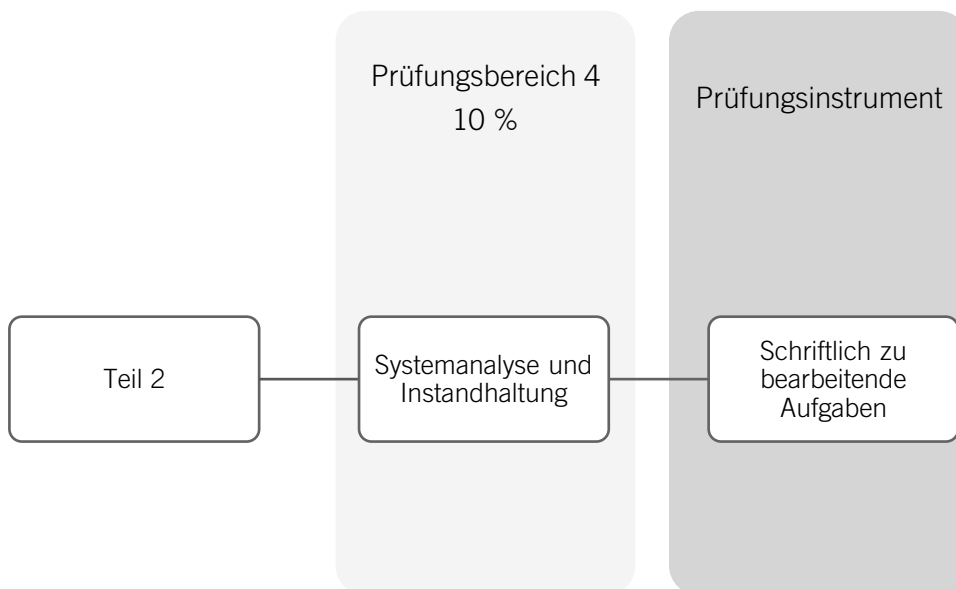 Prüfungsbereich 4
10 %
Prüfungsinstrument
Teil 2
Systemanalyse und
Instandhaltung
Schriftlich zu
bearbeitende
Aufgaben